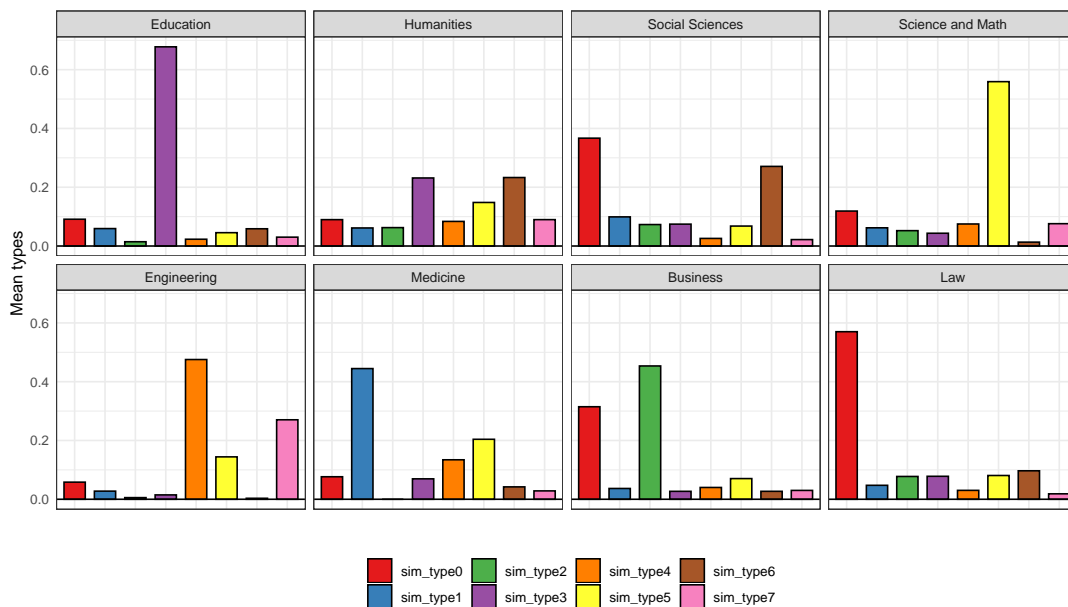 Education Humanities Social Sciences Science and Math
0.6
0.4
0.2
0.0
Mean types
Engineering Medicine Business Law
0.6
0.4
0.2
0.0
sim_type0 sim_type2 sim_type4 sim_type6
sim_type1 sim_type3 sim_type5 sim_type7